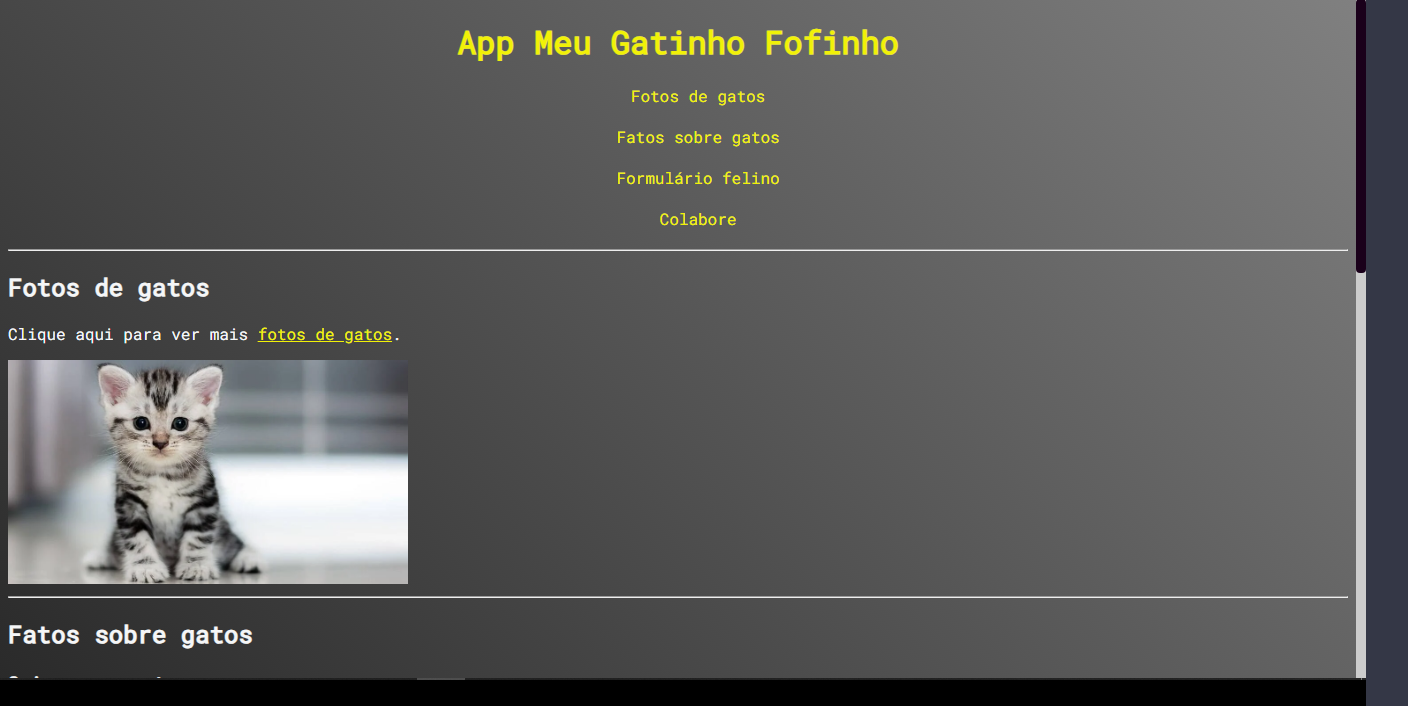 App Meu Gatinho Fofinho
Fotos de gatos
Fatos sobre gatos
Formulário felino
Colabore
Fotos de gatos
Clique aqui para ver mais fotos de gatos.
Fatos sobre gatos